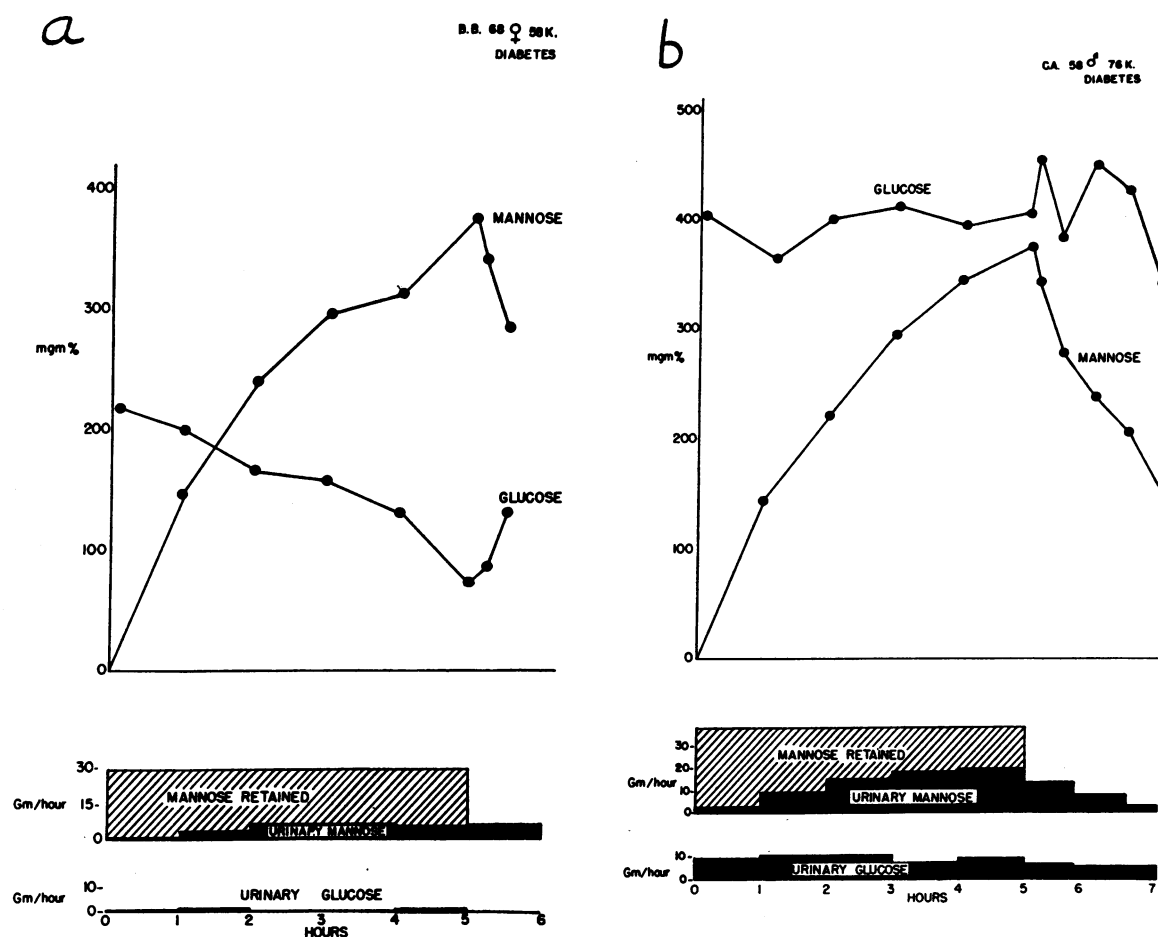 a
B.B. 68 ♀ 58K.
DIABETES
400
300
mgm%
200
100
0
MANNOSE
GLUCOSE
30-
Gm/hour
15-
0
MANNOSE RETAINED
URINARY MANNOSE
10-
Gm/hour
0-
URINARY GLUCOSE
0 1 2 3 4 5 6
HOURS
b
58 ♂ 76 K.
DIABETES
500
400
300
mgm%
200
100
0
GLUCOSE
MANNOSE
30-
20-
Gm/hour
10-
0
MANNOSE RETAINED
URINARY MANNOSE
10-
Gm/hour
0-
URINARY GLUCOSE
0 1 2 3 4 5 6 7
HOURS